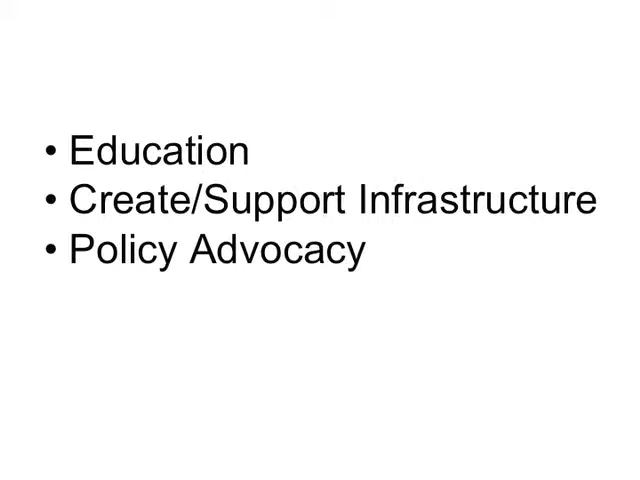 • Education
• Create/Support Infrastructure
• Policy Advocacy